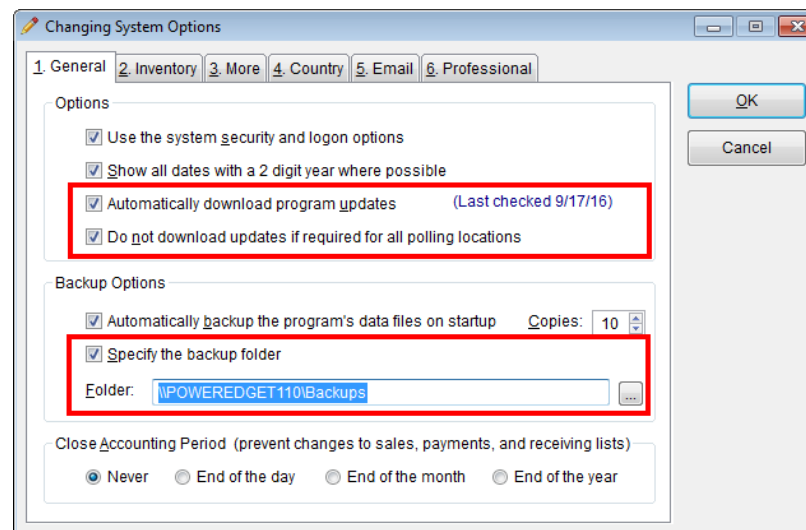 Changing System Options
1. General 2. Inventory 3. More 4. Country 5. Email 6. Professional
Options
Use the system security and logon options
Show all dates with a 2 digit year where possible
Automatically download program updates (Last checked 9/17/16)
Do not download updates if required for all polling locations
Backup Options
Automatically backup the program's data files on startup Copies: 10
Specify the backup folder
Folder: \\POWEREDGET110\Backups ...
Close Accounting Period (prevent changes to sales, payments, and receiving lists)
Never End of the day End of the month End of the year
OK
Cancel